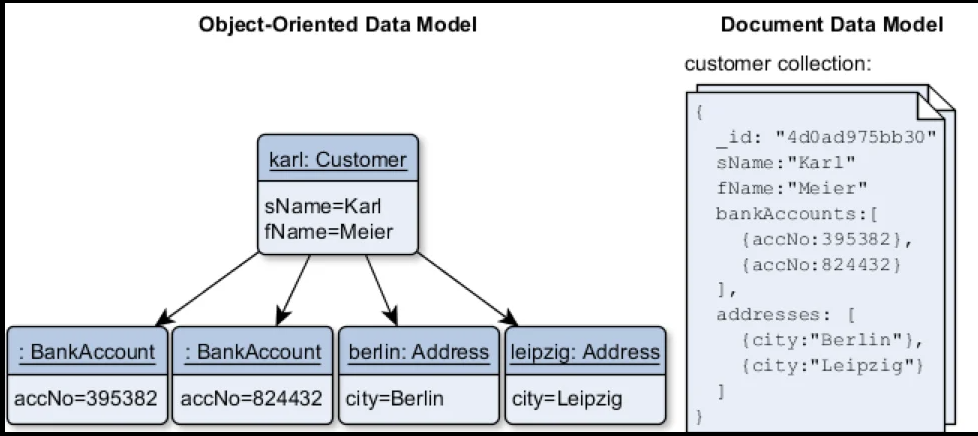 Object-Oriented Data Model
karl: Customer
sName=Karl
fName=Meier
: BankAccount
accNo=395382
: BankAccount
accNo=824432
berlin: Address
city=Berlin
leipzig: Address
city=Leipzig
Document Data Model
customer collection:
{
_id: "4d0ad975bb30"
sName:"Karl"
fName:"Meier"
bankAccounts:[
{accNo:395382},
{accNo:824432}
],
addresses: [
{city:"Berlin"},
{city:"Leipzig"}
]
}